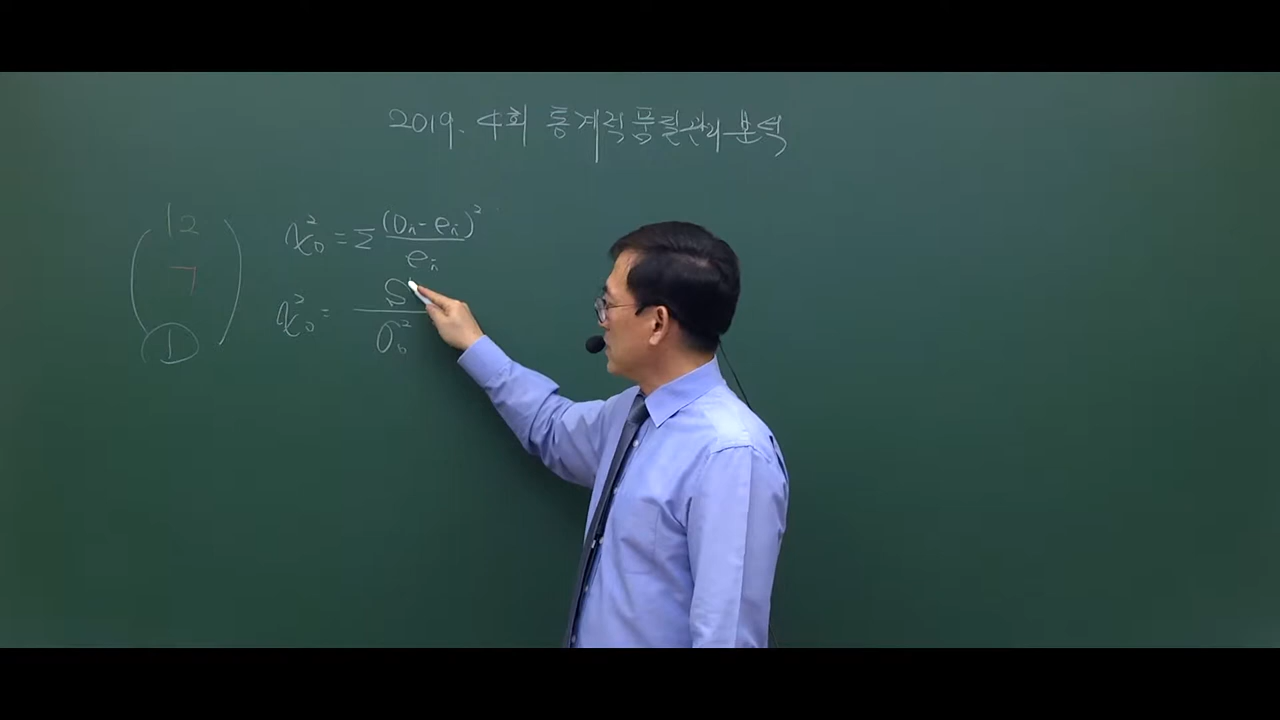 2019. 4회 통계적품질관리 분석
12
7
1
χ₀² = Σ (Oᵢ - eᵢ)² / eᵢ
χ₀² = S / σ₀²